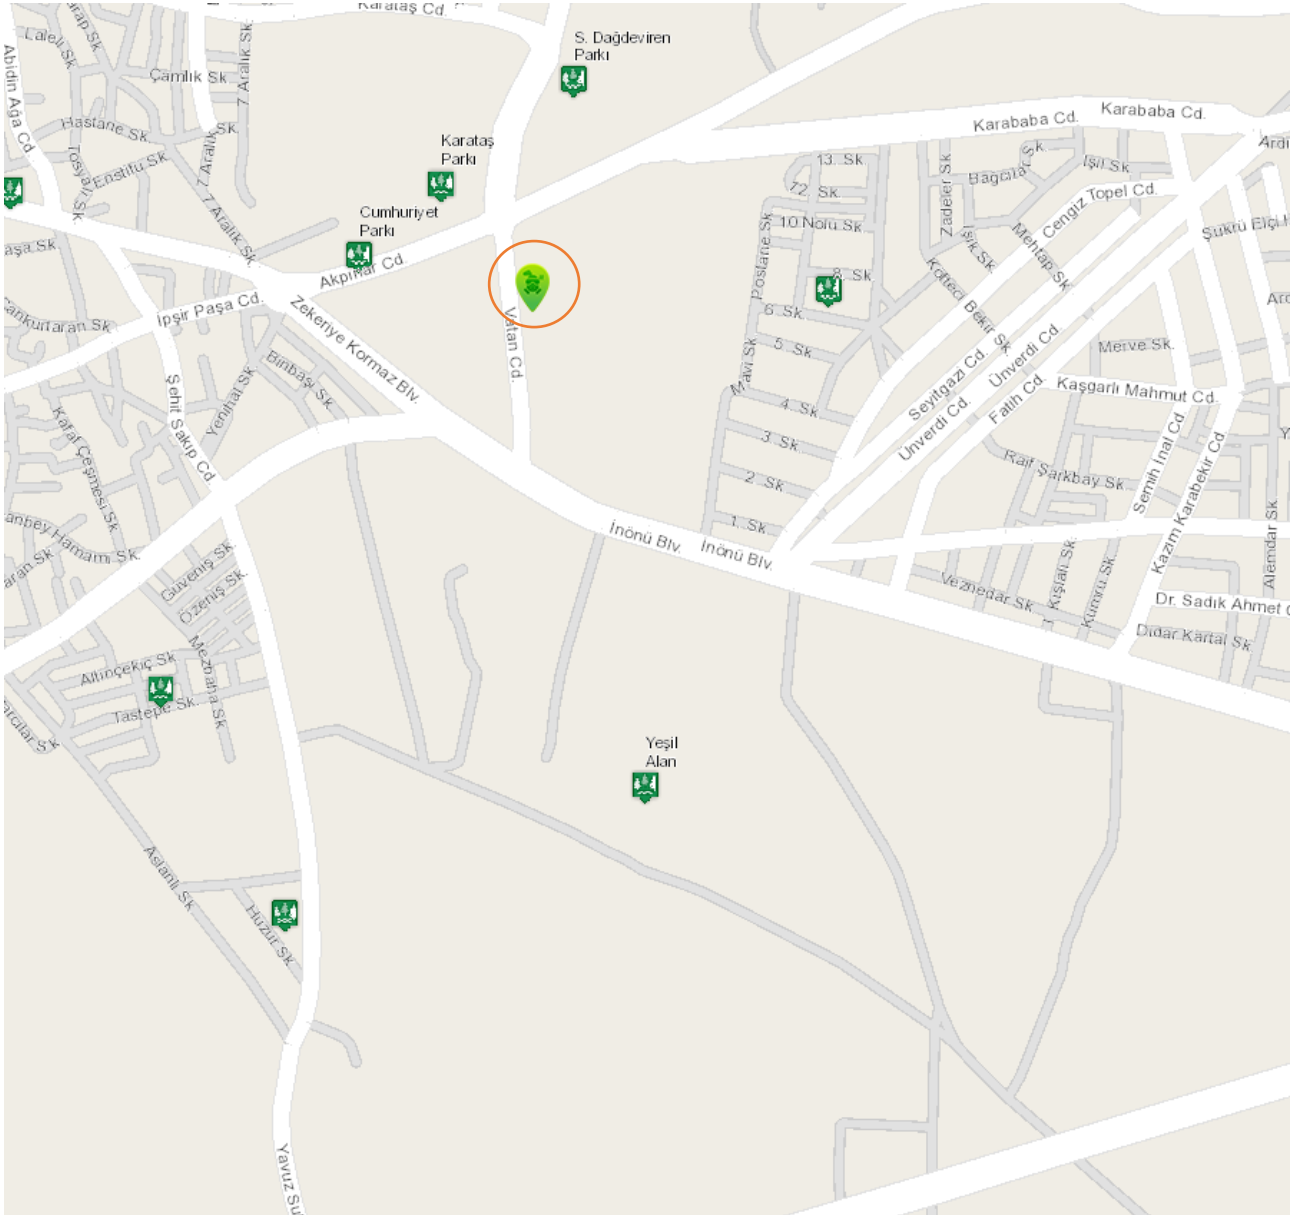 Karataş Cd.
S. Dağdeviren
Parkı
Laleli Sk
Abidin Ağa Cd.
Çamlık Sk
7 Aralık Sk
Karababa Cd.
Karababa Cd.
Hastane Sk
Tosyalı Sk
Enstitü Sk
7 Aralık
Sk
7 Aralık Sk
Karataş
Parkı
Cumhuriyet
Parkı
Akpınar Cd.
İpşir Paşa Cd.
Zekeriye Kormaz Blv.
Vatan Cd.
13. Sk
72. Sk
10 Nolu Sk
Postane Sk
8. Sk
6. Sk
5. Sk
Mavi Sk
4. Sk
3. Sk
2. Sk
1. Sk
Zadeler Sk
Bağcılar Sk
Işıl Sk
Cengiz Topel Cd.
Işık Sk
Mehtap Sk
Köfteci Bekir Sk
Şükrü Elçi
Merve Sk.
Kaşgarlı Mahmut Cd.
Seyitgazi Cd.
Ünverdi Cd.
Ünverdi Cd.
Fatih Cd.
Raif Şarkbay Sk
Semih İnal Cd.
Kazım Karabekir Cd
Alemdar Sk
Binbaşı Sk
Yenihal Sk
Şehit Sakıp Cd.
İnönü Blv.
İnönü Blv.
Güveniş Sk
Özeniş Sk
Mezbaha Sk
Altınçekiç Sk
Taştepe Sk
Veznedar Sk
Kışlalı Sk
Kumru Sk
Dr. Sadık Ahmet
Didar Kartal Sk
Yeşil
Alan
Aslanlı Sk
Huzur Sk
Yavuz Su